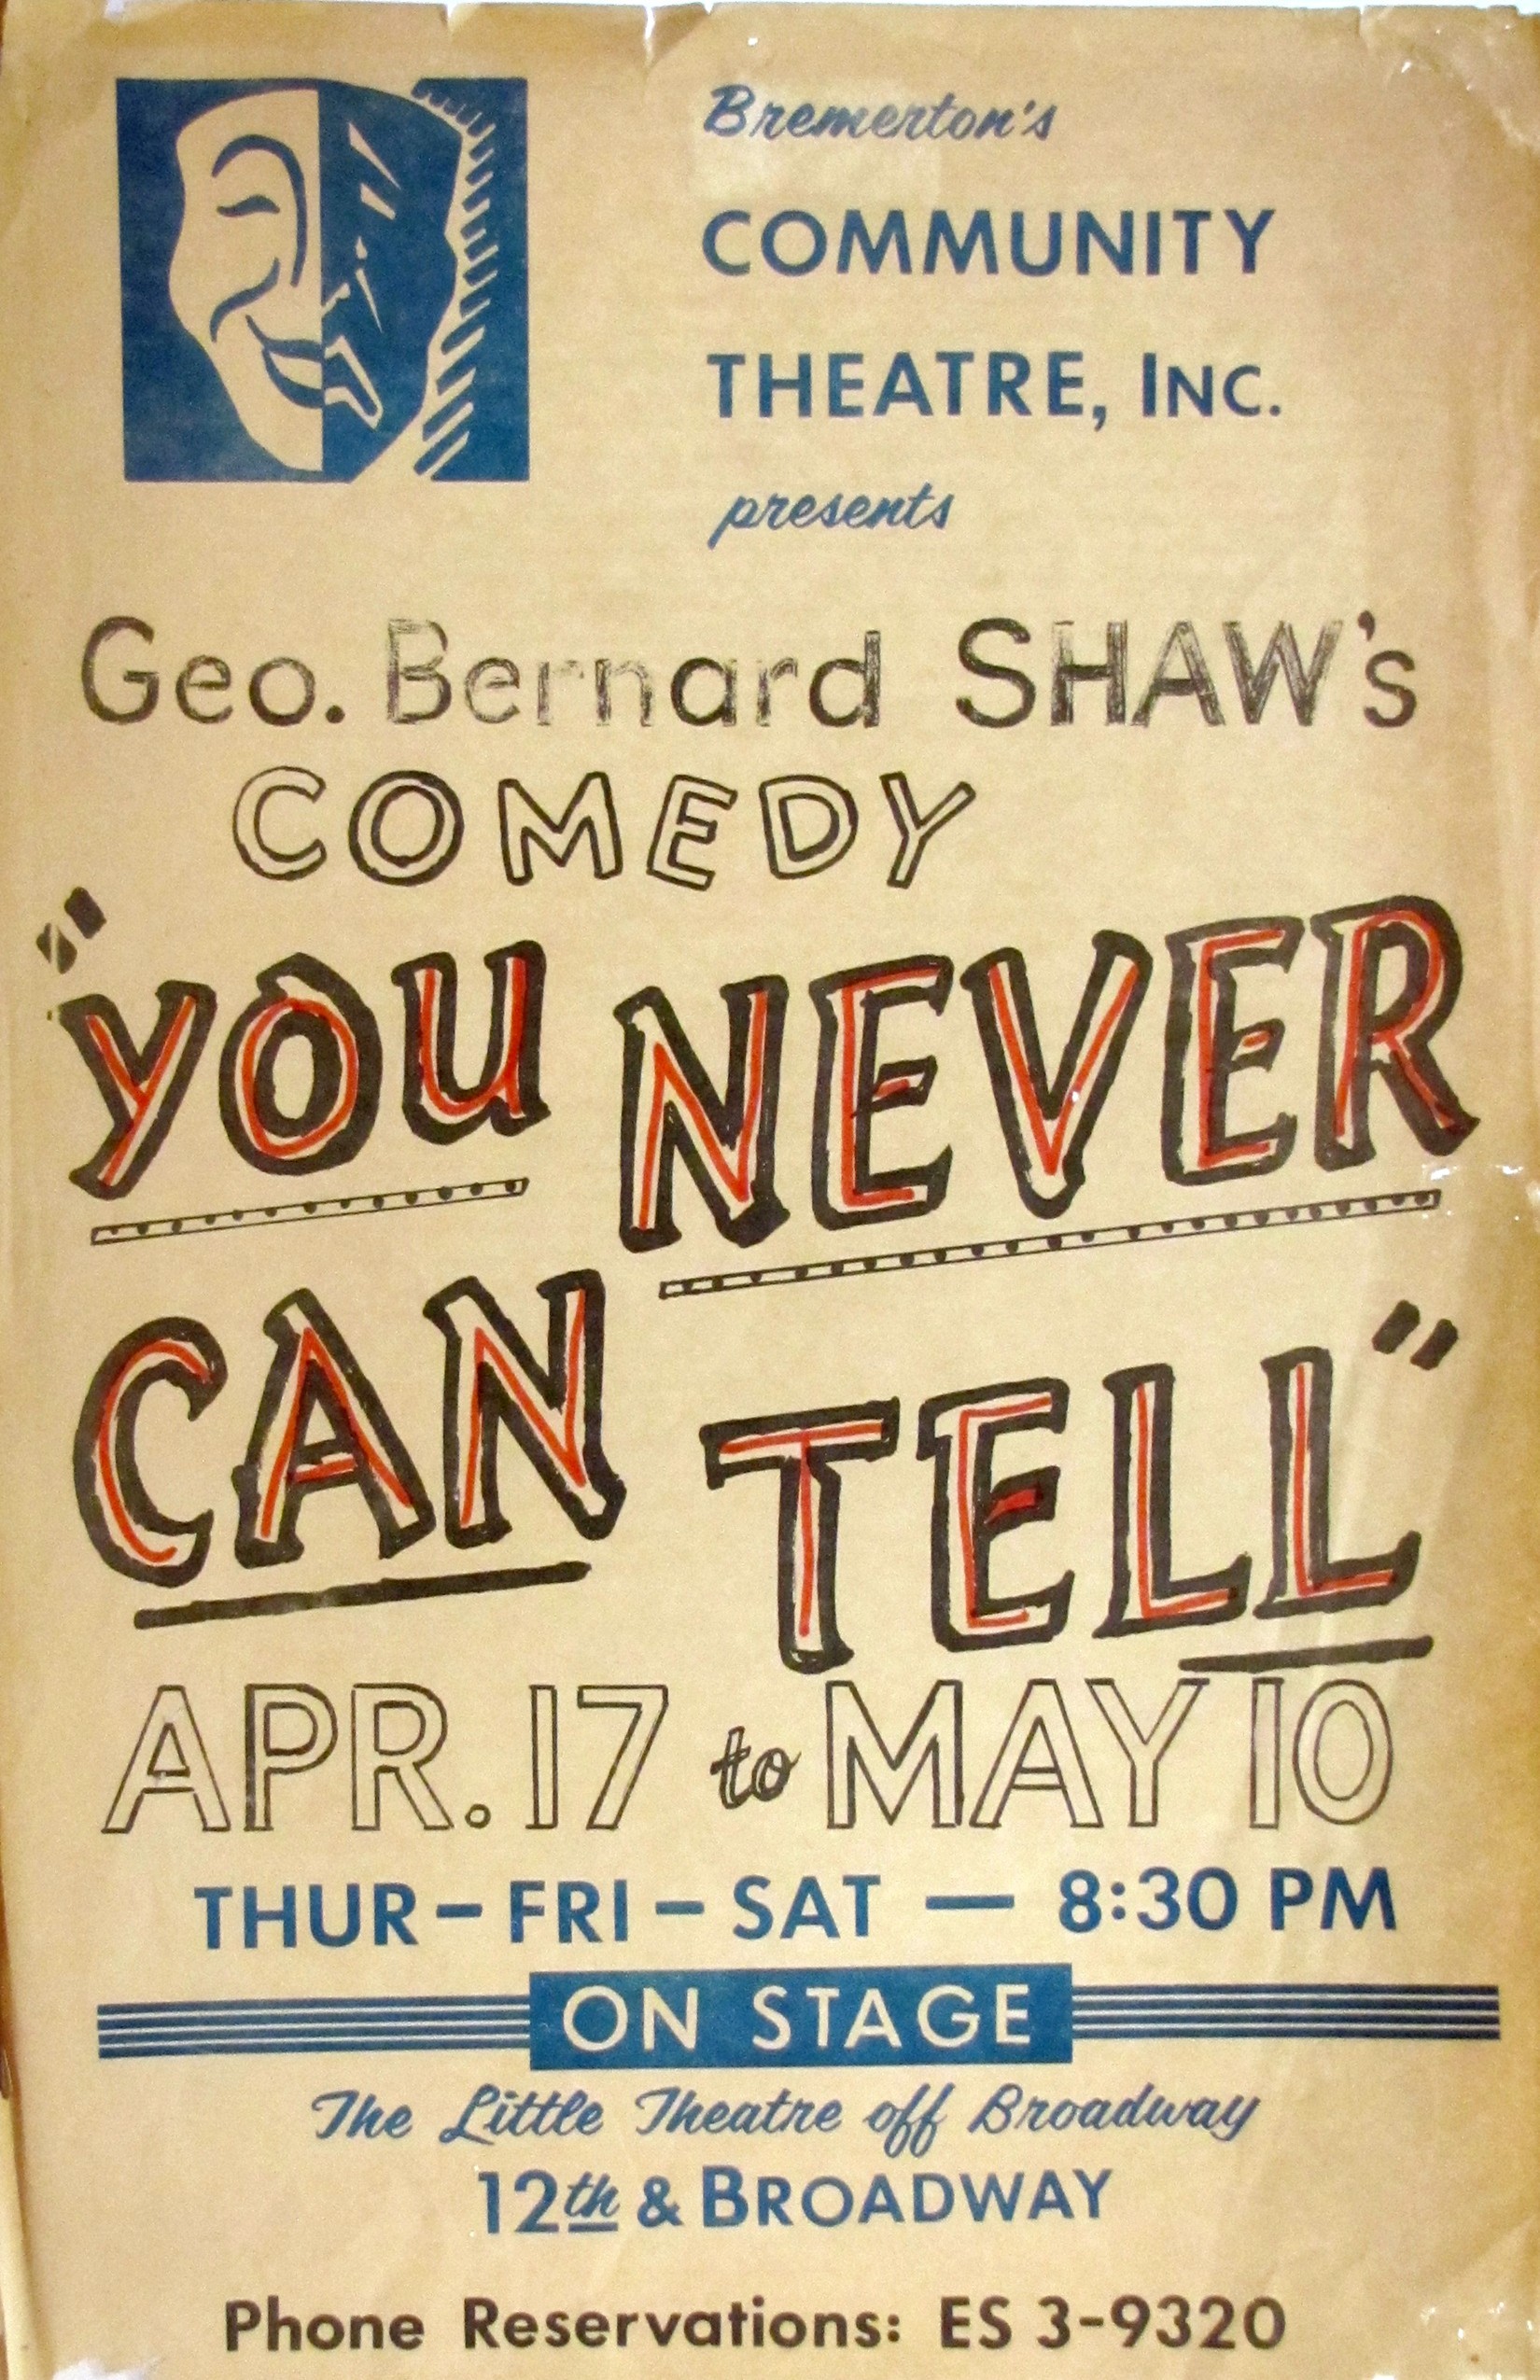 Bremerton's
COMMUNITY
THEATRE, INC.
presents
Geo. Bernard SHAW's
COMEDY
"YOU NEVER
CAN TELL"
APR. 17 to MAY 10
THUR - FRI - SAT — 8:30 PM
ON STAGE
The Little Theatre off Broadway
12th & BROADWAY
Phone Reservations: ES 3-9320